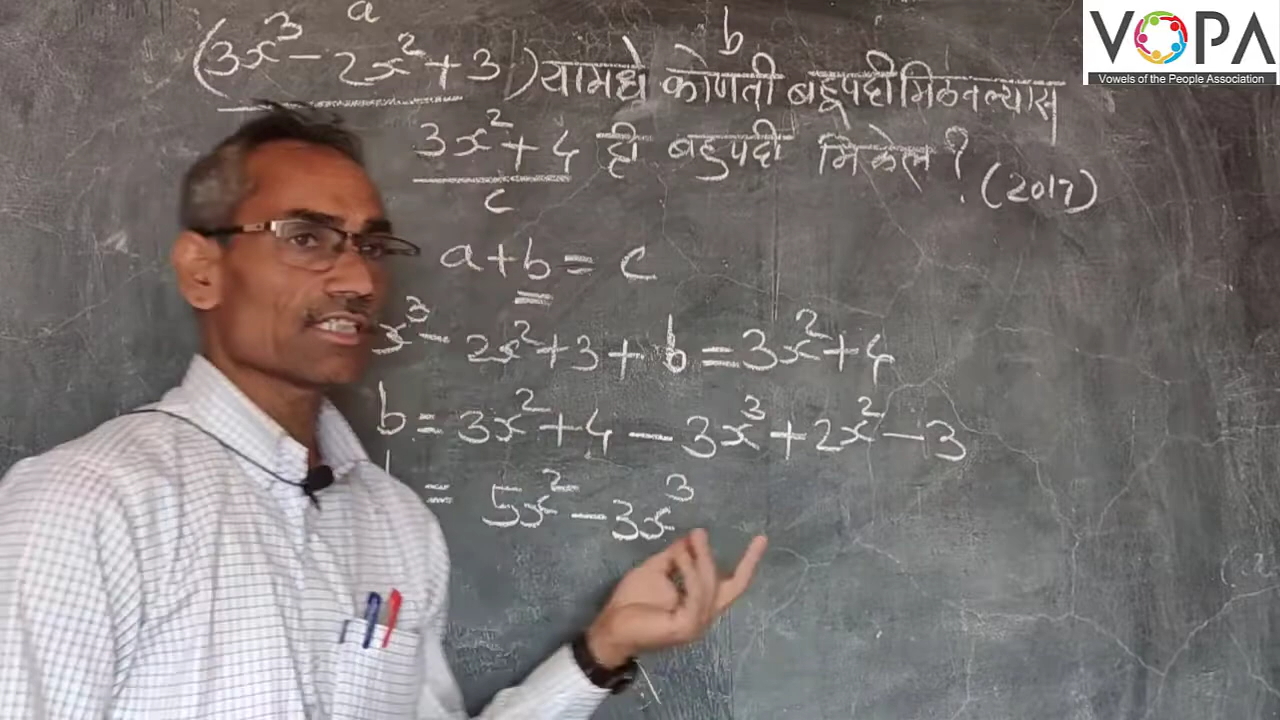 a
b
(3x³ - 2x² + 3) यामधे कोणती बहूपदी मिळवल्यास
3x² + 4 ही बहुपदी मिळेल? (2017)
c
a + b = c
x³ - 2x² + 3 + b = 3x² + 4
b = 3x² + 4 - 3x³ + 2x² - 3
= 5x² - 3x³
VOPA
Vowels of the People Association